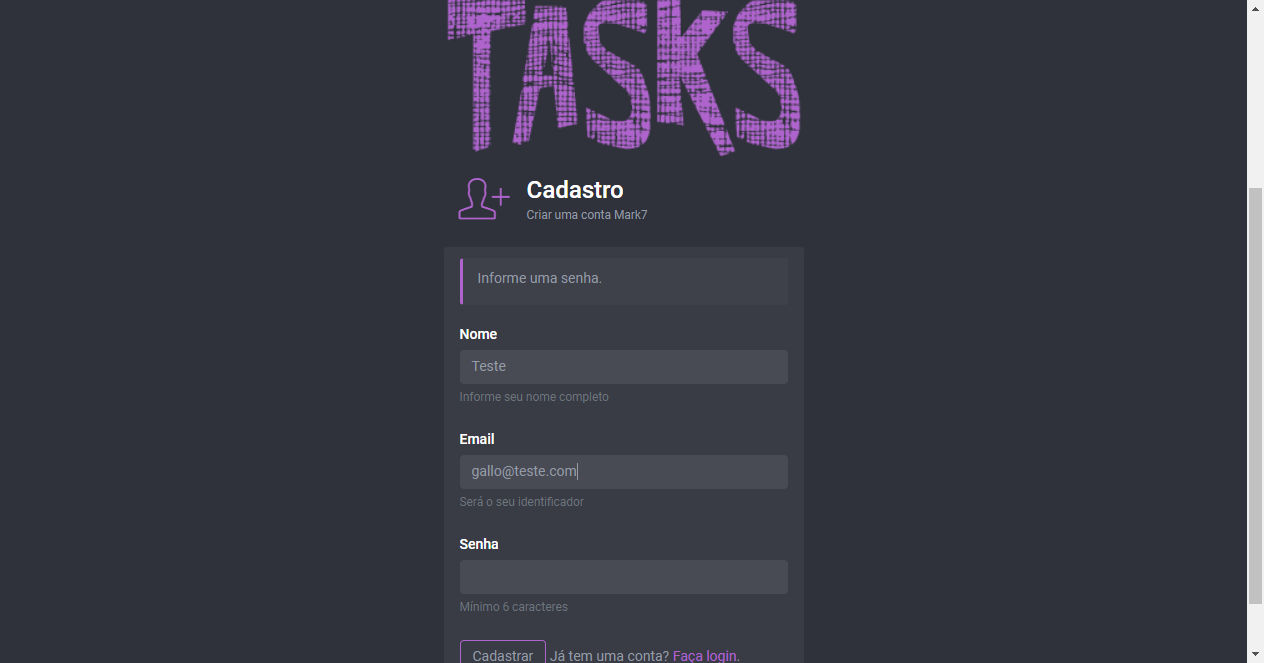 TASKS
Cadastro
Criar uma conta Mark7
Informe uma senha.
Nome
Teste
Informe seu nome completo
Email
gallo@teste.com
Será o seu identificador
Senha
Mínimo 6 caracteres
Cadastrar Já tem uma conta? Faça login.